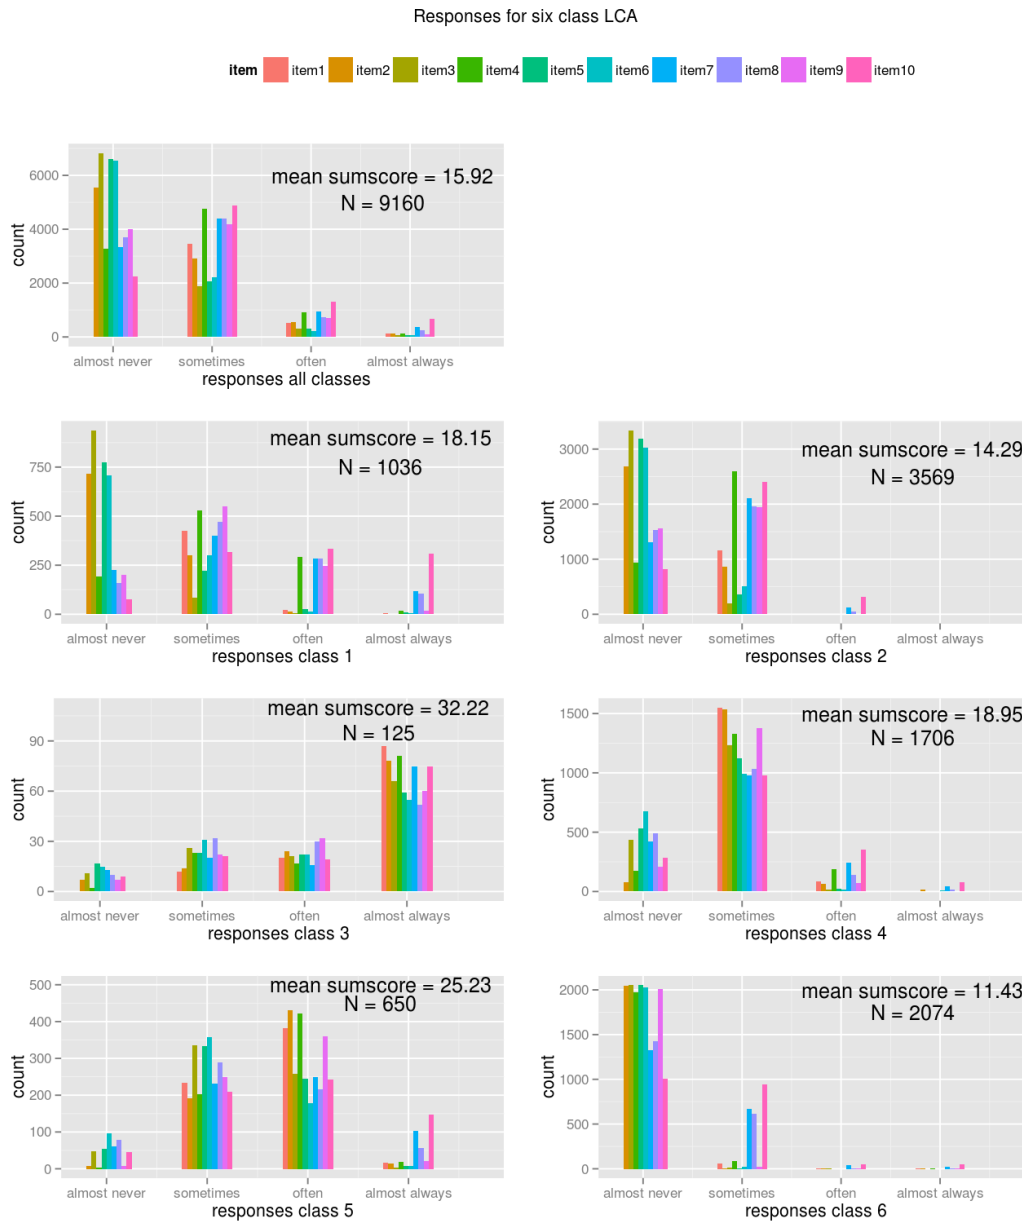 Responses for six class LCA
item item1 item2 item3 item4 item5 item6 item7 item8 item9 item10
mean sumscore = 15.92
N = 9160
count
6000
4000
2000
0
almost never sometimes often almost always
responses all classes
mean sumscore = 18.15
N = 1036
count
750
500
250
0
almost never sometimes often almost always
responses class 1
mean sumscore = 14.29
N = 3569
count
3000
2000
1000
0
almost never sometimes often almost always
responses class 2
mean sumscore = 32.22
N = 125
count
90
60
30
0
almost never sometimes often almost always
responses class 3
mean sumscore = 18.95
N = 1706
count
1500
1000
500
0
almost never sometimes often almost always
responses class 4
mean sumscore = 25.23
N = 650
count
500
400
300
200
100
0
almost never sometimes often almost always
responses class 5
mean sumscore = 11.43
N = 2074
count
2000
1500
1000
500
0
almost never sometimes often almost always
responses class 6